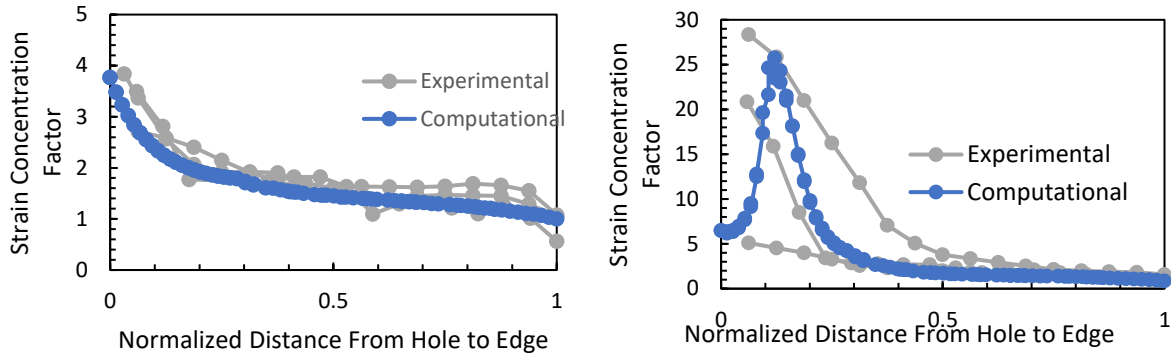 5
4
3
2
1
0
Strain Concentration
Factor
Experimental
Computational
0
0.5
1
Normalized Distance From Hole to Edge
30
25
20
15
10
5
0
Strain Concentration
Factor
Experimental
Computational
0
0.5
1
Normalized Distance From Hole to Edge